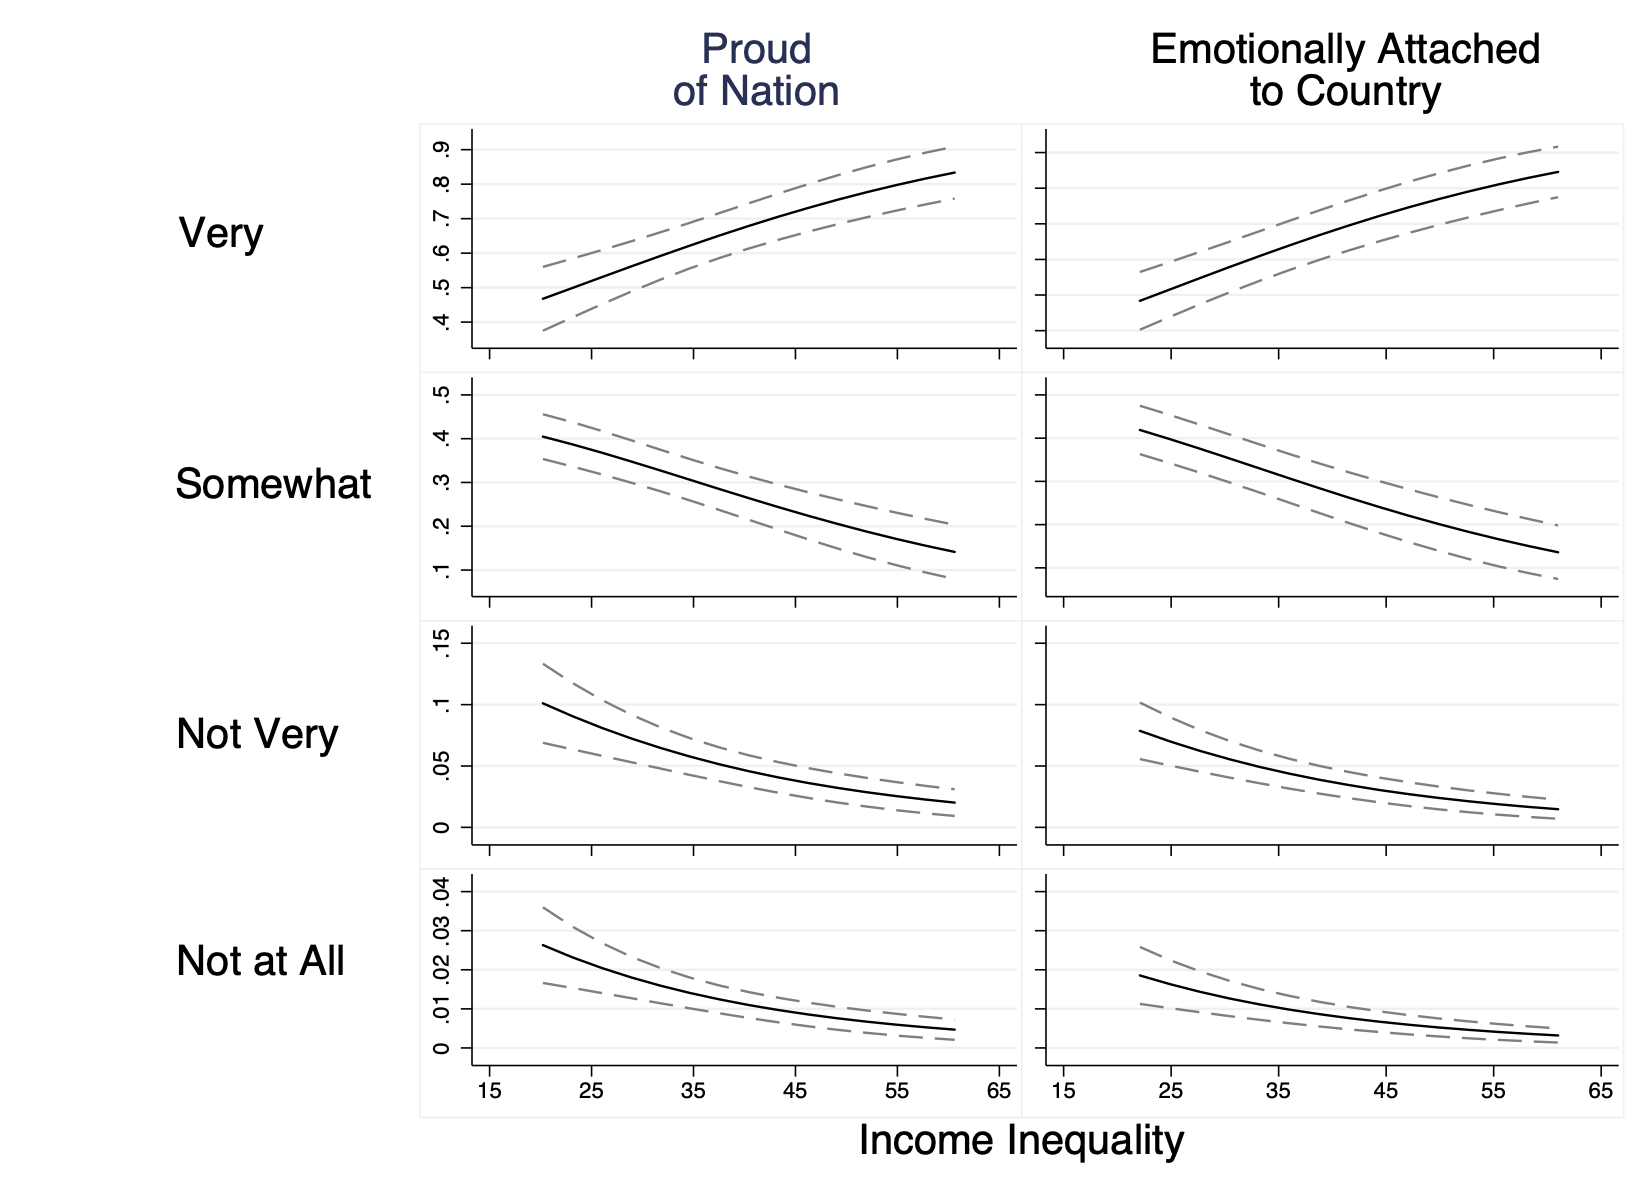 Proud
of Nation
Emotionally Attached
to Country
Very
.9
.8
.7
.6
.5
.4
Somewhat
.5
.4
.3
.2
.1
Not Very
.15
.1
.05
0
Not at All
.04
.03
.02
.01
0
15 25 35 45 55 65
15 25 35 45 55 65
Income Inequality